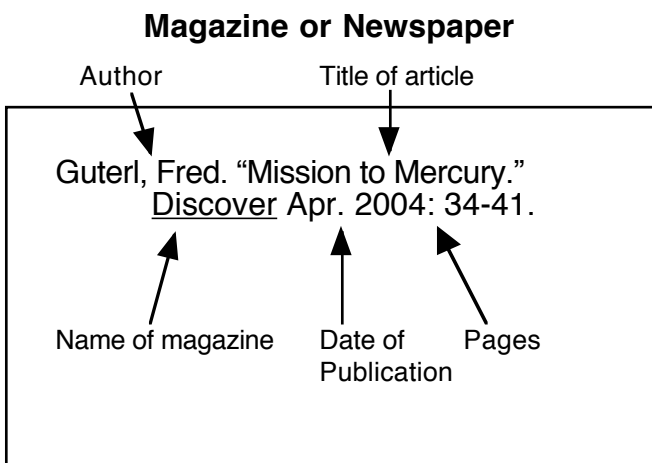 Magazine or Newspaper
Author Title of article
Guterl, Fred. “Mission to Mercury.”
Discover Apr. 2004: 34-41.
Name of magazine Date of Publication Pages